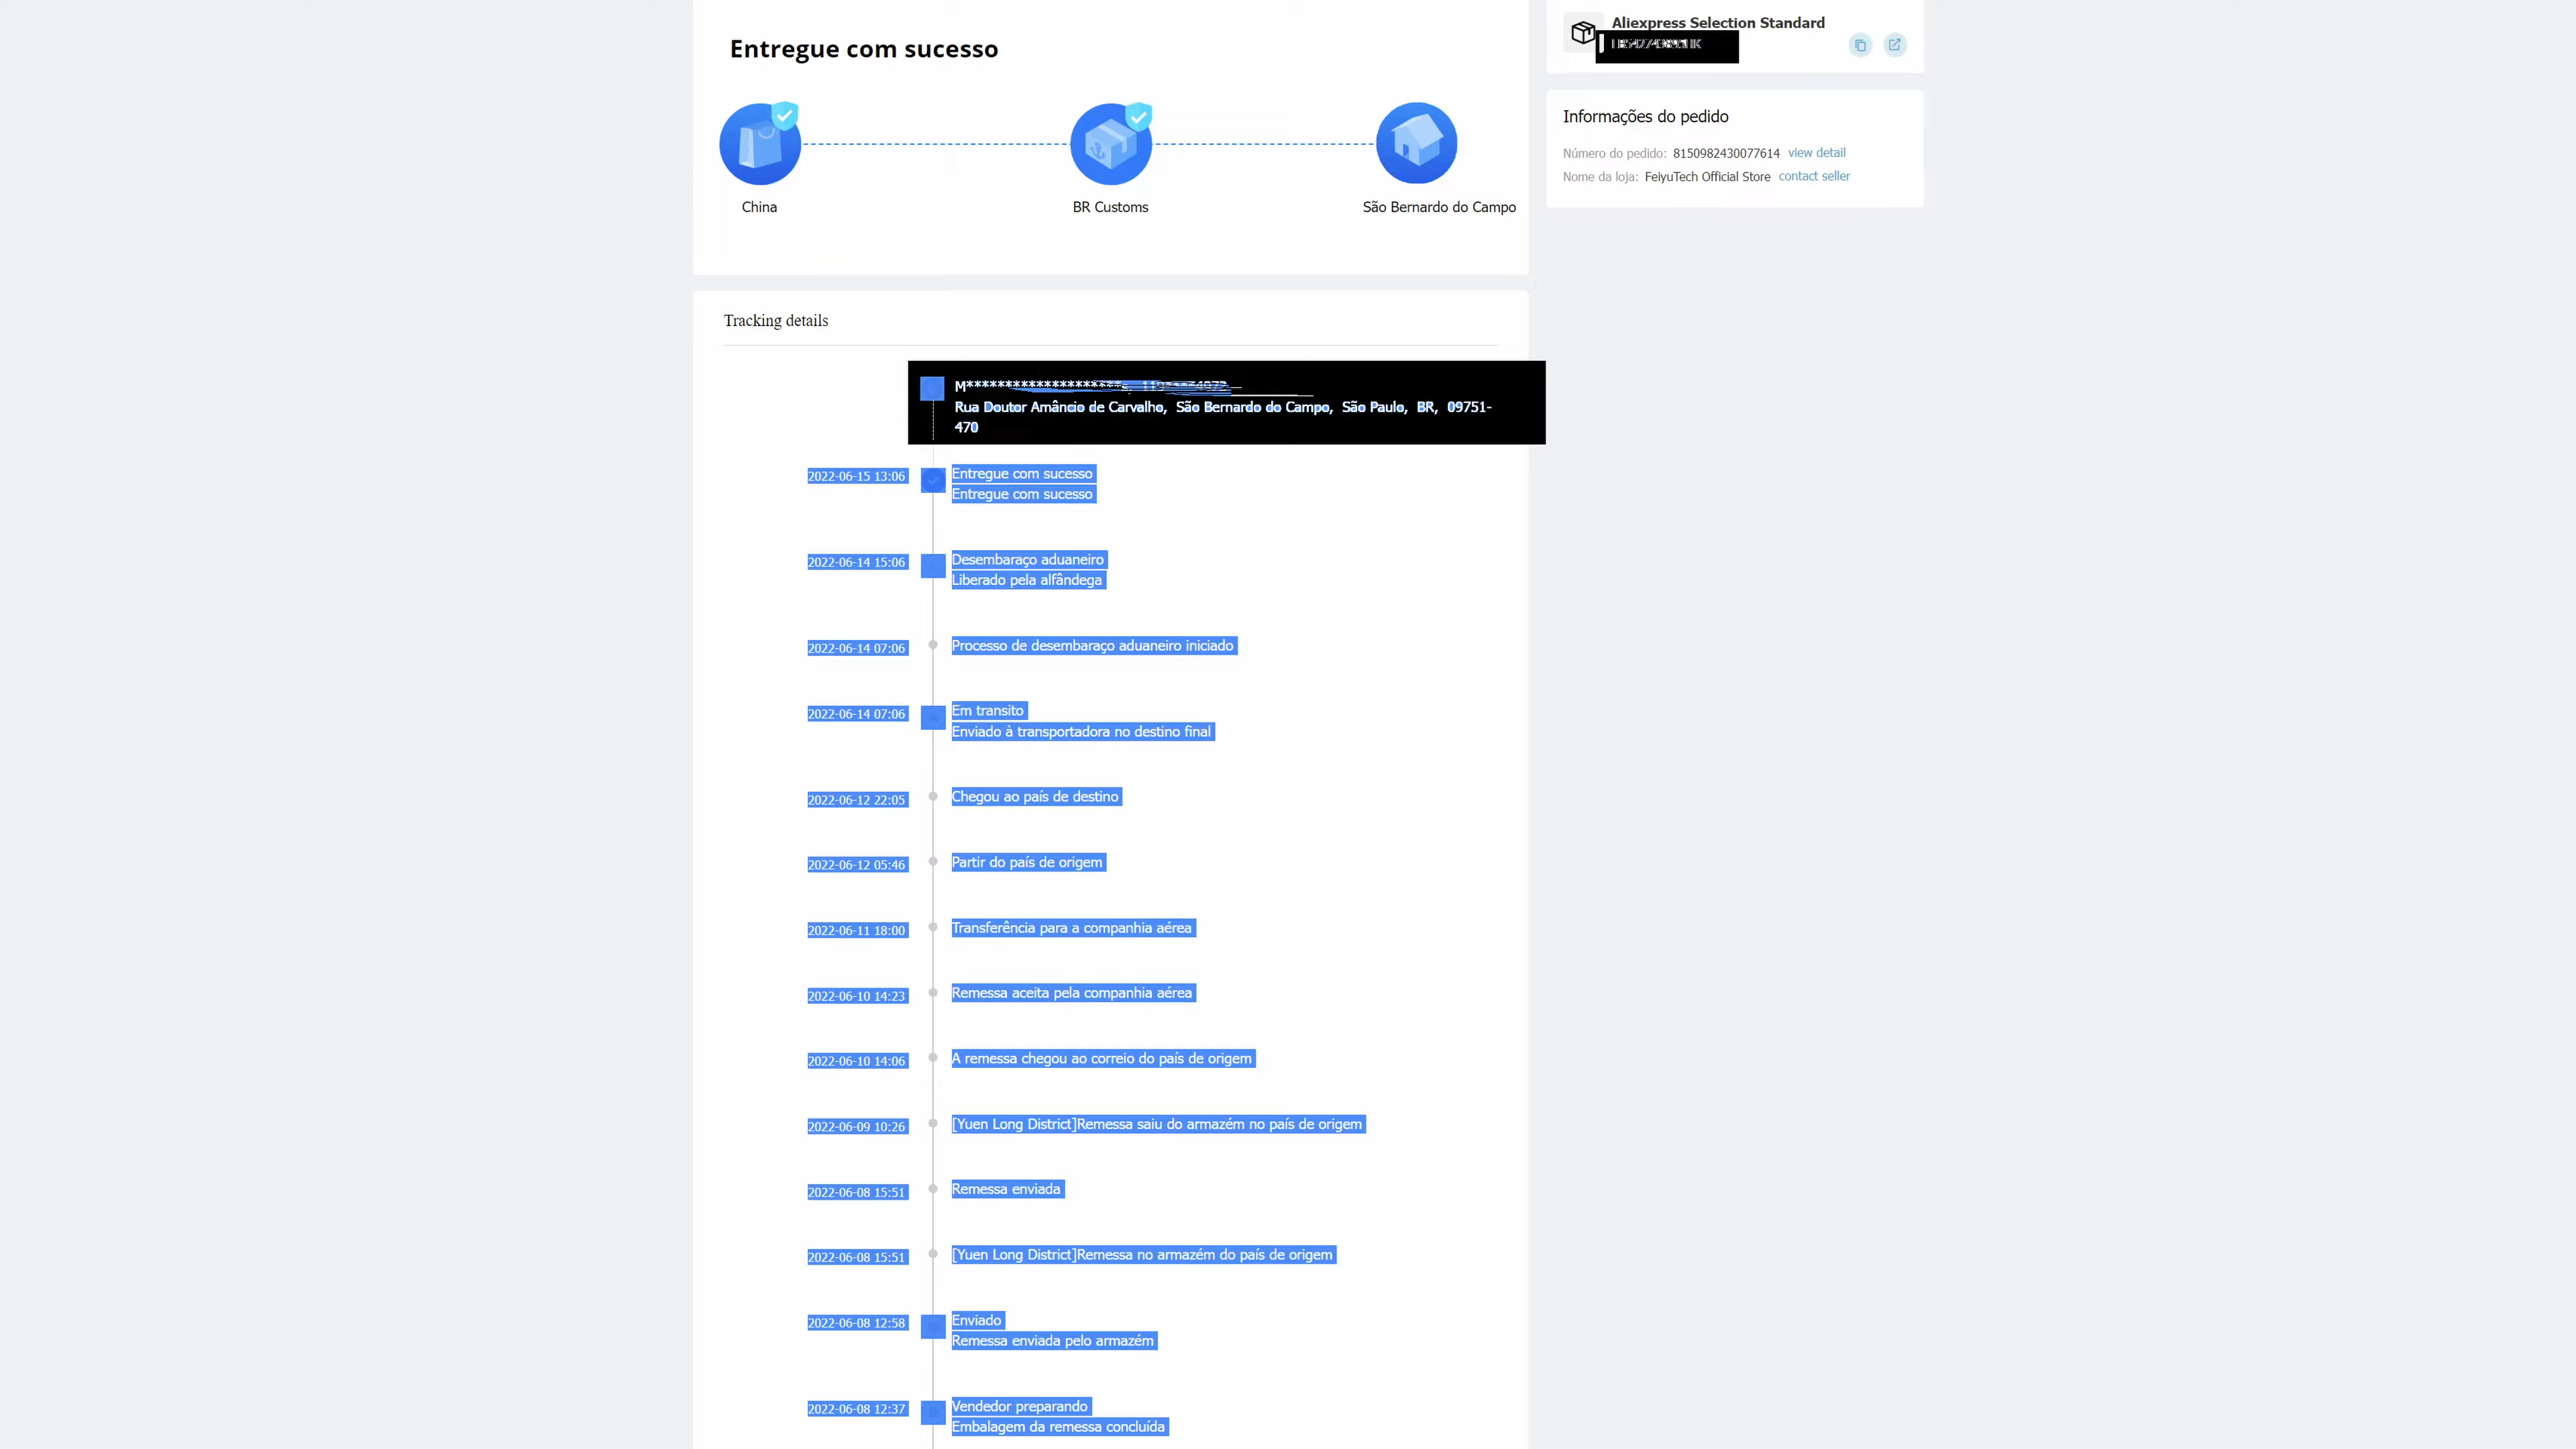 Entregue com sucesso
China
BR Customs
São Bernardo do Campo
Aliexpress Selection Standard
Informações do pedido
Número do pedido: 8150982430077614 view detail
Nome da loja: FeiyuTech Official Store contact seller
Tracking details
Rua Doutor Amâncio de Carvalho, São Bernardo do Campo, São Paulo, BR, 09751-
470
2022-06-15 13:06 Entregue com sucesso
Entregue com sucesso
2022-06-14 15:06 Desembaraço aduaneiro
Liberado pela alfândega
2022-06-14 07:06 Processo de desembaraço aduaneiro iniciado
2022-06-14 07:06 Em transito
Enviado à transportadora no destino final
2022-06-12 22:05 Chegou ao país de destino
2022-06-12 05:46 Partir do país de origem
2022-06-11 18:00 Transferência para a companhia aérea
2022-06-10 14:23 Remessa aceita pela companhia aérea
2022-06-10 14:06 A remessa chegou ao correio do país de origem
2022-06-09 10:26 [Yuen Long District]Remessa saiu do armazém no país de origem
2022-06-08 15:51 Remessa enviada
2022-06-08 15:51 [Yuen Long District]Remessa no armazém do país de origem
2022-06-08 12:58 Enviado
Remessa enviada pelo armazém
2022-06-08 12:37 Vendedor preparando
Embalagem da remessa concluída